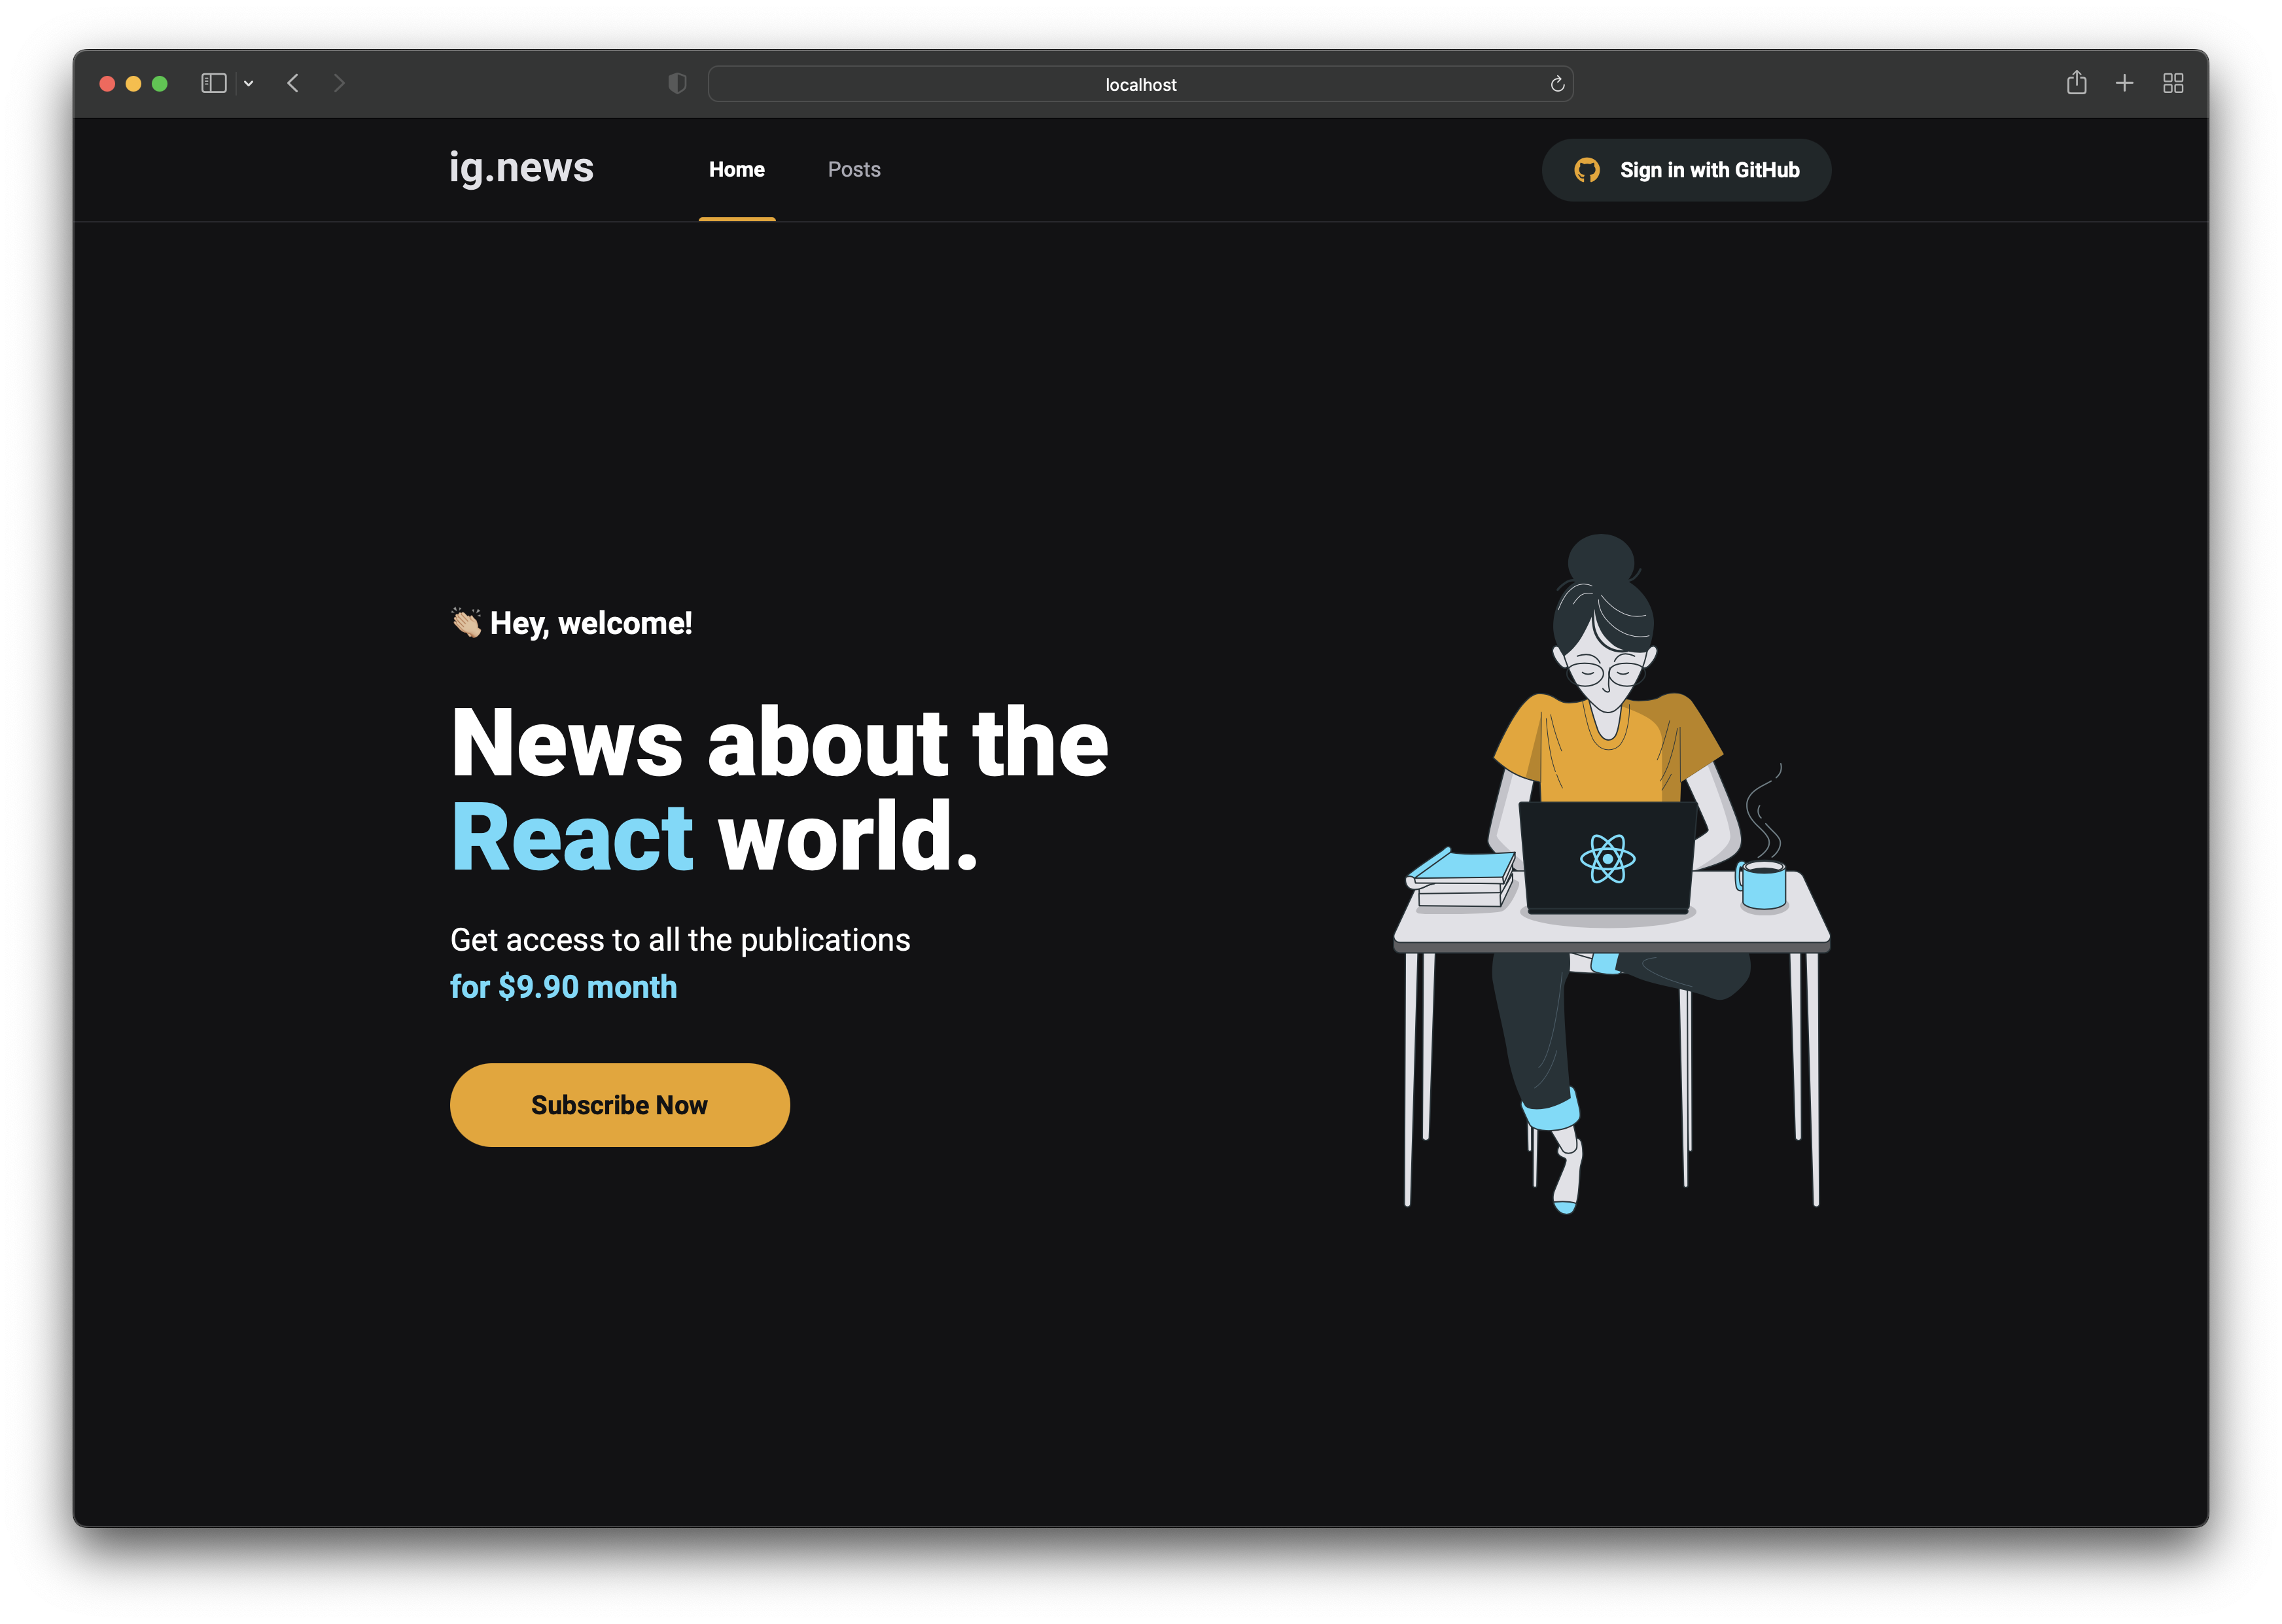 localhost
ig.news
Home
Posts
Sign in with GitHub
👏🏼 Hey, welcome!
News about the
React world.
Get access to all the publications
for $9.90 month
Subscribe Now